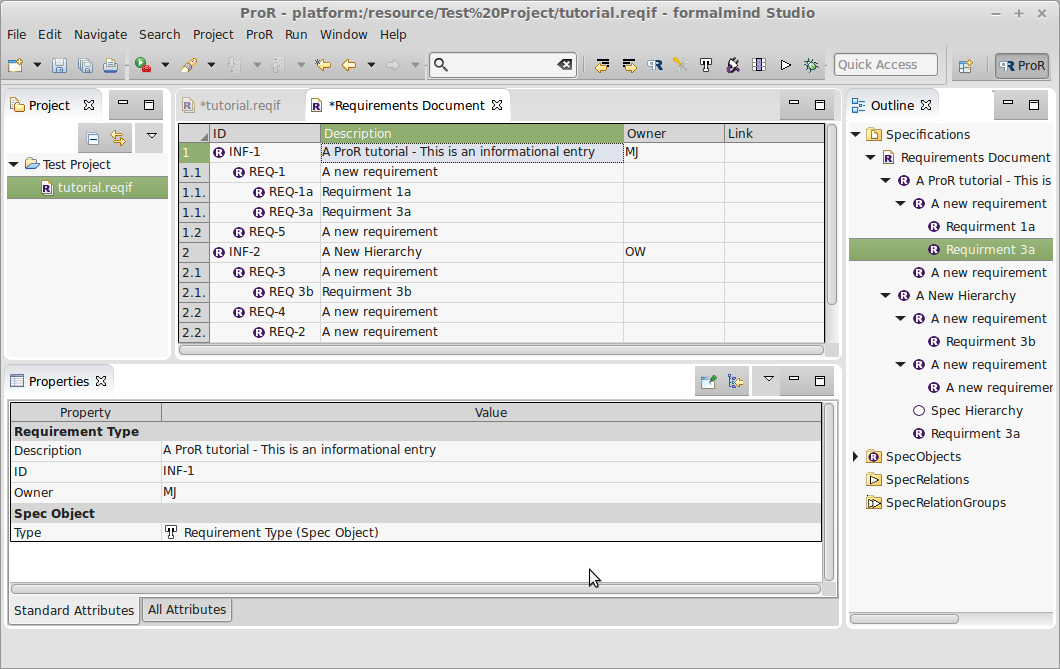 ProR - platform:/resource/Test%20Project/tutorial.reqif - formalmind Studio
File Edit Navigate Search Project ProR Run Window Help
Quick Access ProR
Project
Test Project
tutorial.reqif
*tutorial.reqif *Requirements Document
ID Description Owner Link
1 INF-1 A ProR tutorial - This is an informational entry MJ
1.1 REQ-1 A new requirement
1.1. REQ-1a Requirment 1a
1.1. REQ-3a Requirment 3a
1.2 REQ-5 A new requirement
2 INF-2 A New Hierarchy OW
2.1 REQ-3 A new requirement
2.1. REQ 3b Requirment 3b
2.2 REQ-4 A new requirement
2.2. REQ-2 A new requirement
Properties
Property Value
Requirement Type
Description A ProR tutorial - This is an informational entry
ID INF-1
Owner MJ
Spec Object
Type Requirement Type (Spec Object)
Standard Attributes All Attributes
Outline
Specifications
Requirements Document
A ProR tutorial - This is
A new requirement
Requirment 1a
Requirment 3a
A new requirement
A New Hierarchy
A new requirement
Requirment 3b
A new requirement
A new requiremer
Spec Hierarchy
Requirment 3a
SpecObjects
SpecRelations
SpecRelationGroups